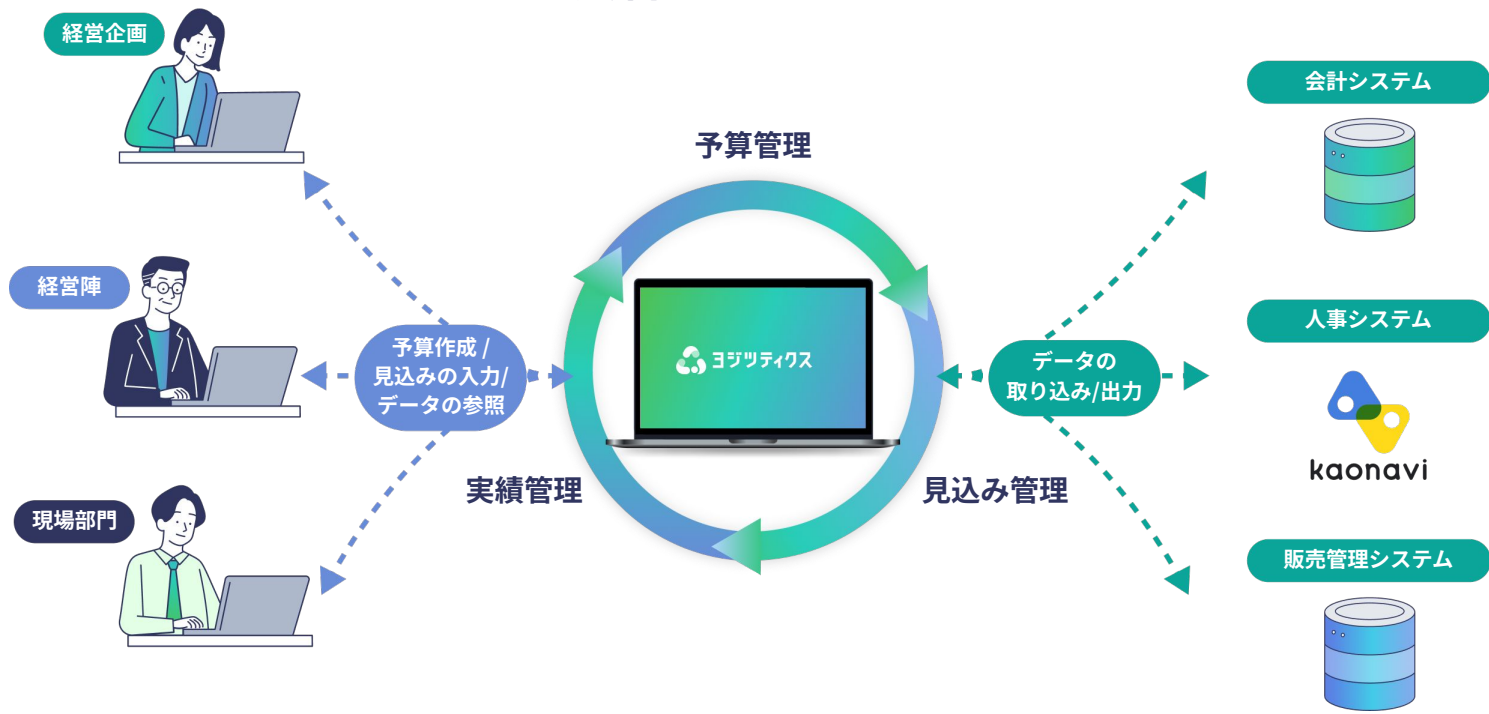 経営企画
経営陣
現場部門
予算作成 /
見込みの入力/
データの参照
予算管理
実績管理
見込み管理
ヨジツティクス
データの
取り込み/出力
会計システム
人事システム
kaonavi
販売管理システム